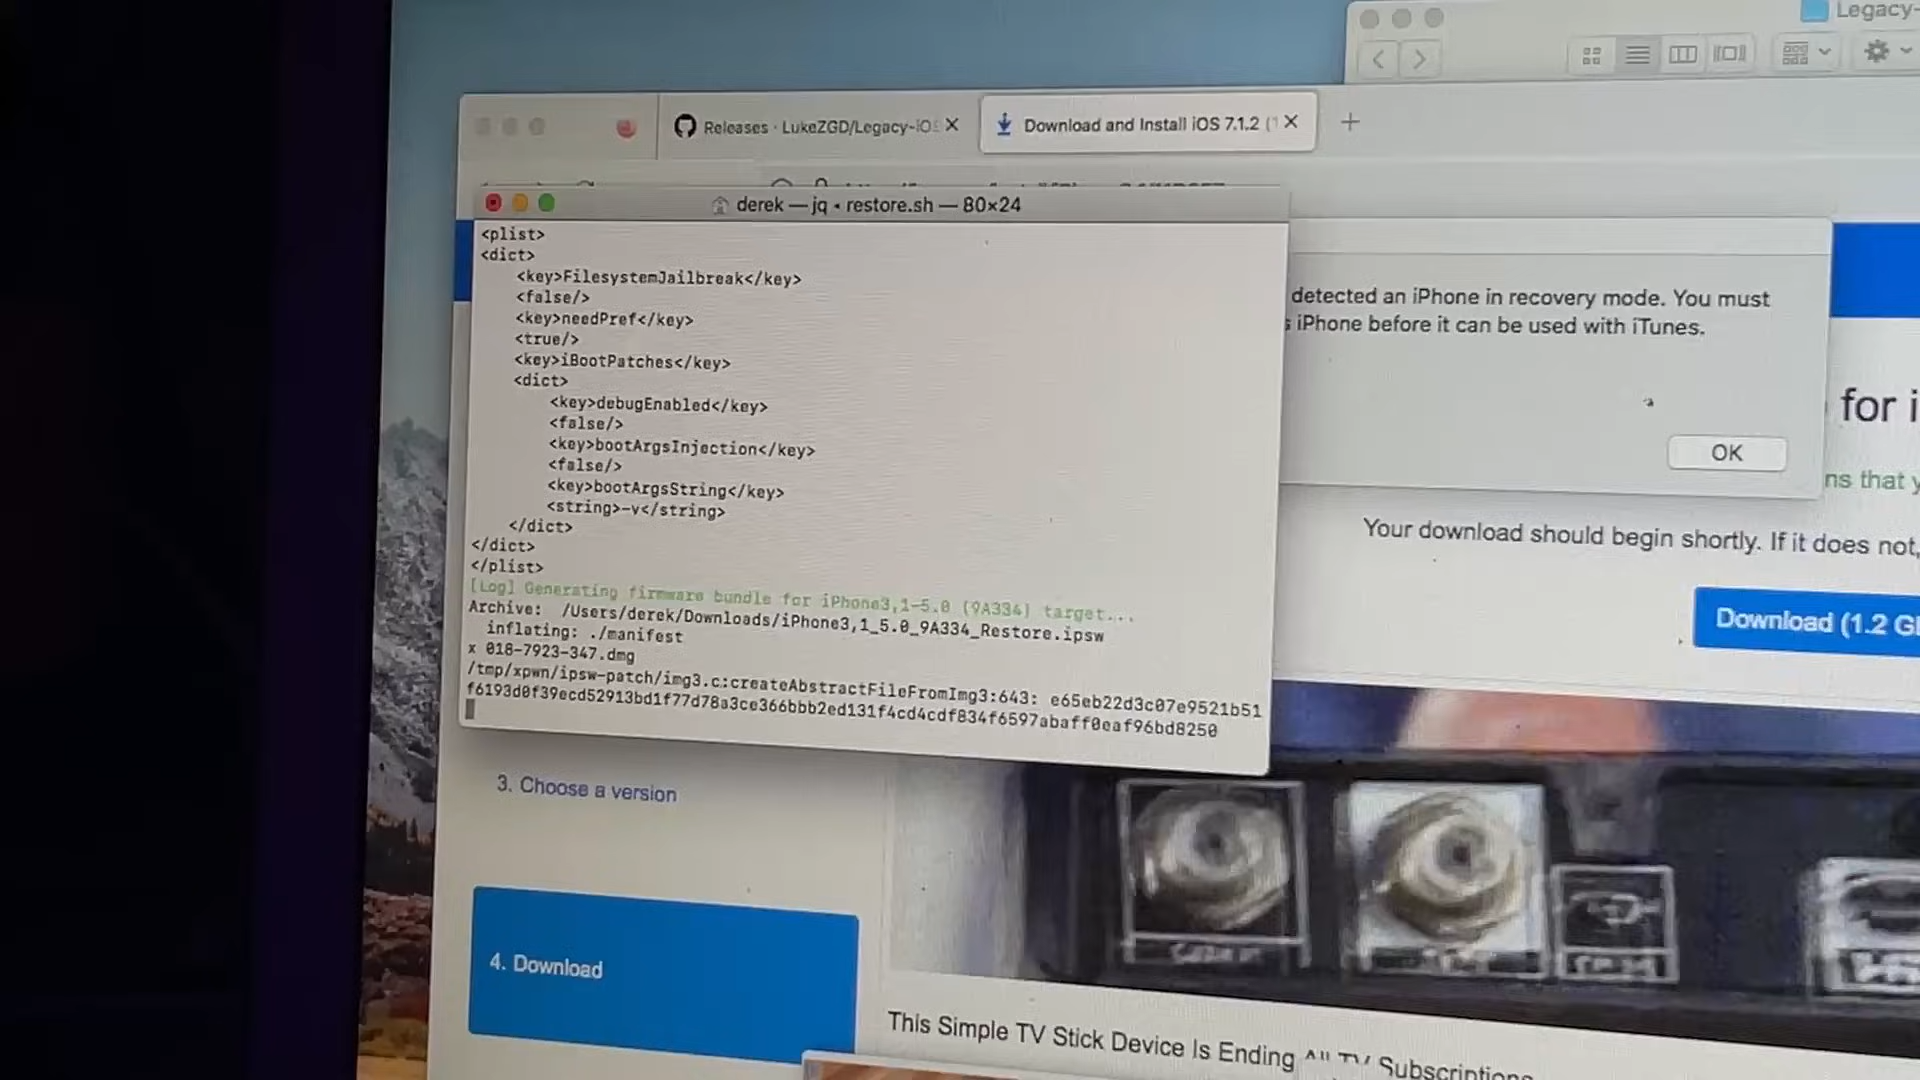 Legacy-
Releases · LukeZGD/Legacy-iOS
Download and Install iOS 7.1.2 (
derek — jq • restore.sh — 80×24
<plist>
<dict>
<key>FilesystemJailbreak</key>
<false/>
<key>needPref</key>
<true/>
<key>iBootPatches</key>
<dict>
<key>debugEnabled</key>
<false/>
<key>bootArgsInjection</key>
<false/>
<key>bootArgsString</key>
<string>-v</string>
</dict>
</dict>
</plist>
[Log] Generating firmware bundle for iPhone3,1-5.0 (9A334) target...
Archive:  /Users/derek/Downloads/iPhone3,1_5.0_9A334_Restore.ipsw
inflating: ./manifest
x 018-7923-347.dmg
/tmp/xpwn/ipsw-patch/img3.c:createAbstractFileFromImg3:643: e65eb22d3c07e9521b51
f6193d0f39ecd52913bd1f77d78a3ce366bbb2ed131f4cd4cdf834f6597abaff0eaf96bd8250
detected an iPhone in recovery mode. You must
s iPhone before it can be used with iTunes.
OK
for i
ns that y
Your download should begin shortly. If it does not,
Download (1.2 G
3. Choose a version
4. Download
This Simple TV Stick Device Is Ending All TV Subscriptions